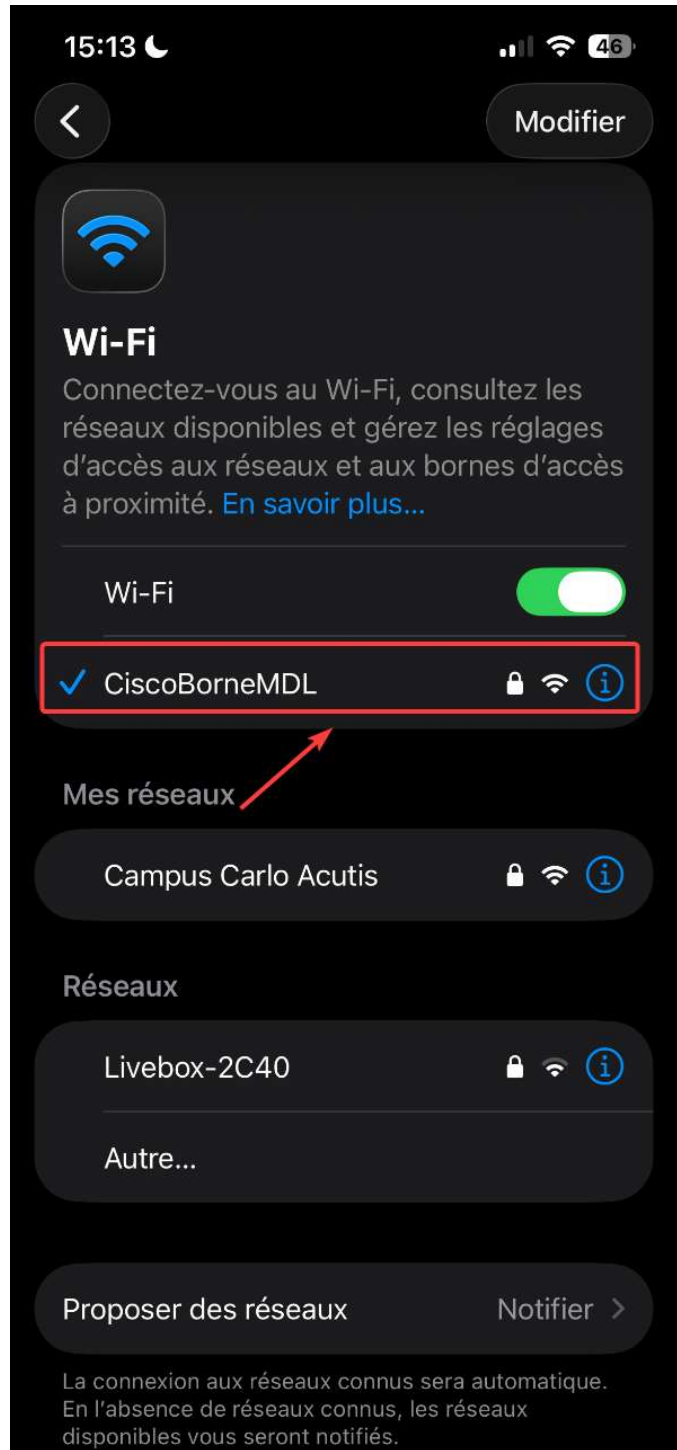 15:13
46
Modifier
Wi-Fi
Connectez-vous au Wi-Fi, consultez les
réseaux disponibles et gérez les réglages
d’accès aux réseaux et aux bornes d’accès
à proximité. En savoir plus...
Wi-Fi
CiscoBorneMDL
Mes réseaux
Campus Carlo Acutis
Réseaux
Livebox-2C40
Autre...
Proposer des réseaux
Notifier
La connexion aux réseaux connus sera automatique.
En l’absence de réseaux connus, les réseaux
disponibles vous seront notifiés.